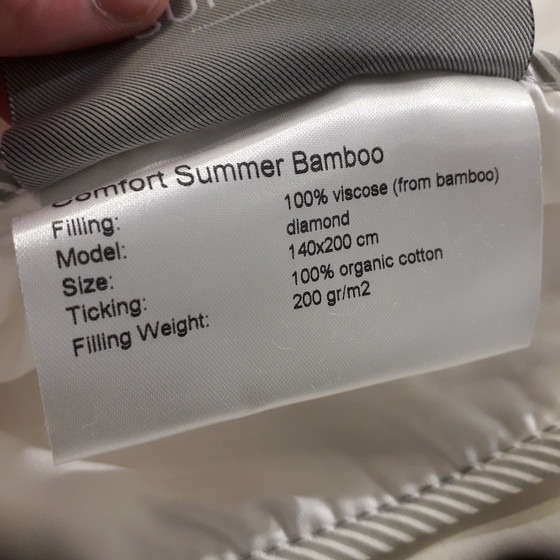 Comfort Summer Bamboo
Filling: 100% viscose (from bamboo)
Model: diamond
Size: 140x200 cm
Ticking: 100% organic cotton
Filling Weight: 200 gr/m2